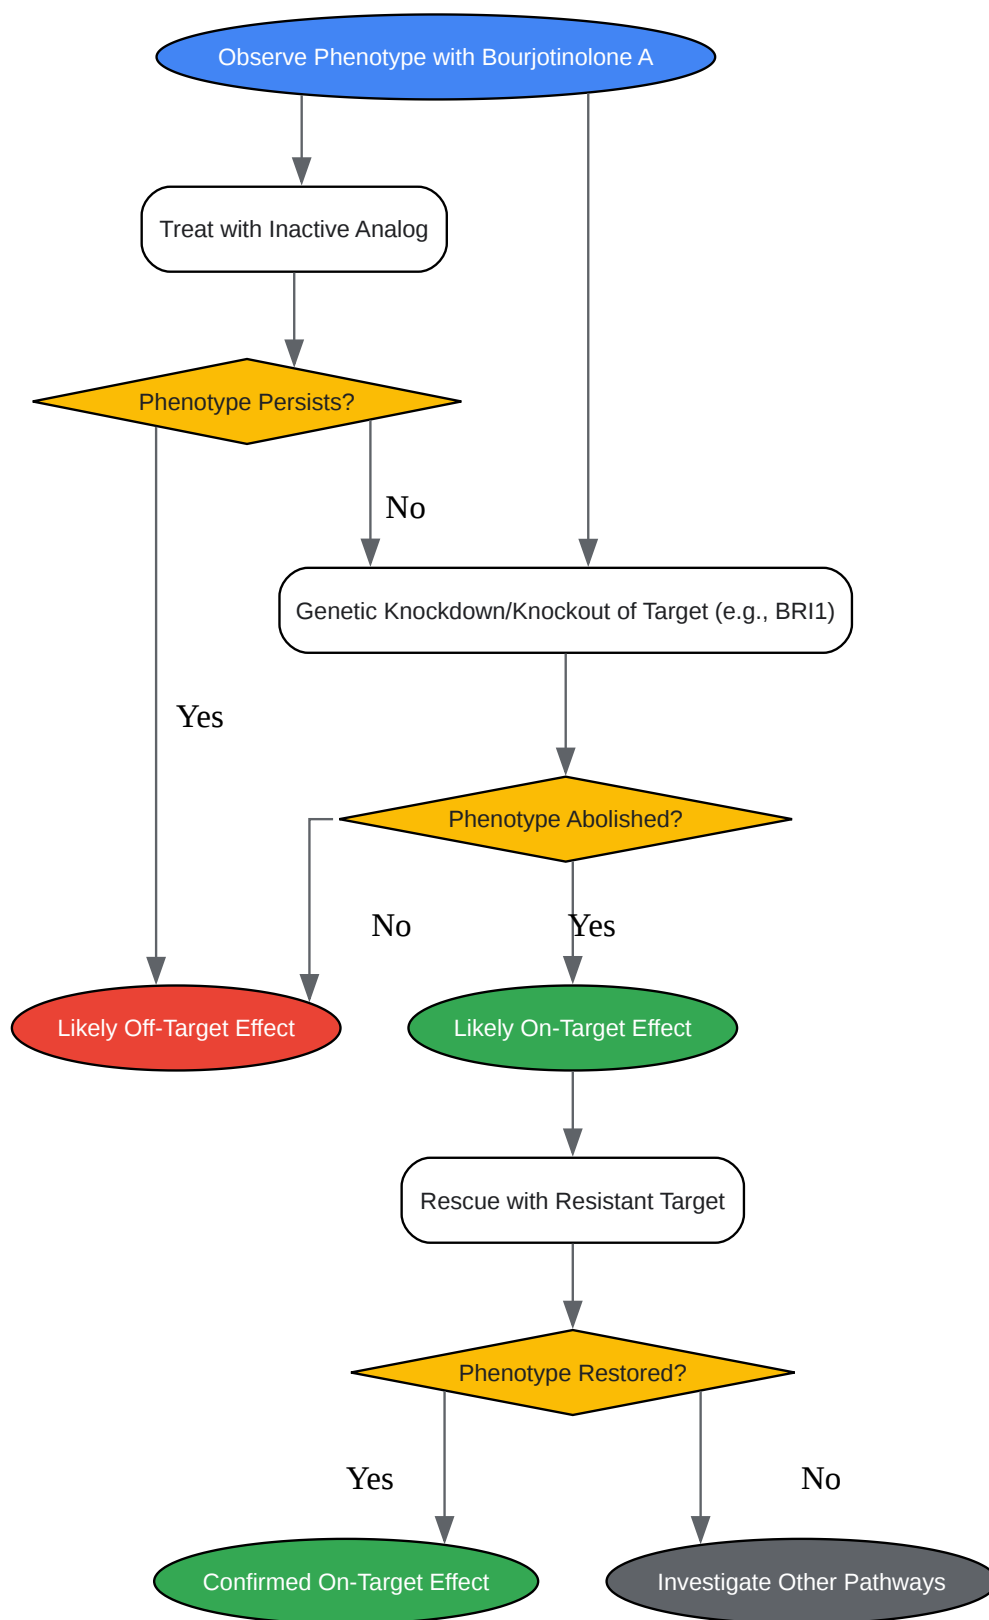 Observe Phenotype with Bourjotinolone A
Treat with Inactive Analog
Phenotype Persists?
No
Genetic Knockdown/Knockout of Target (e.g., BRI1)
Yes
Phenotype Abolished?
No
Yes
Likely Off-Target Effect
Likely On-Target Effect
Rescue with Resistant Target
Phenotype Restored?
Yes
No
Confirmed On-Target Effect
Investigate Other Pathways